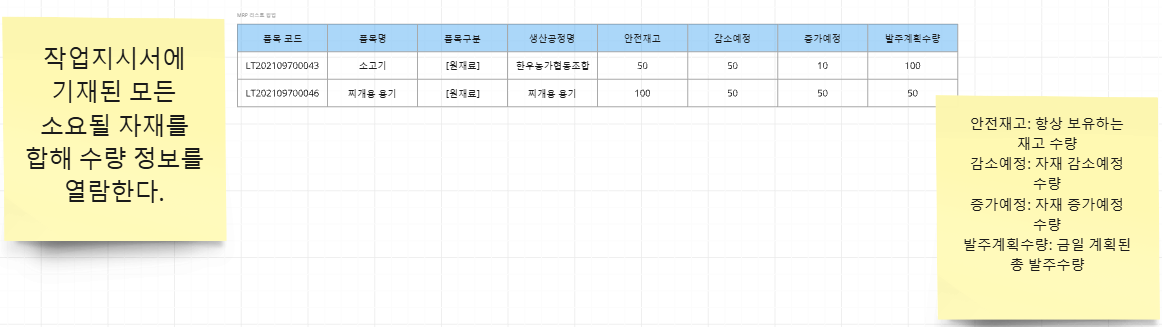 작업지시서에
기재된 모든
소요될 자재를
합해 수량 정보를
열람한다.
MRP 리스트 팝업
품목 코드 품목명 품목구분 생산공정명 안전재고 감소예정 증가예정 발주계획수량
LT202109700043 소고기 [원재료] 한우농가협동조합 50 50 10 100
LT202109700046 찌개용 용기 [원재료] 찌개용 용기 100 50 50 50
안전재고: 항상 보유하는
재고 수량
감소예정: 자재 감소예정
수량
증가예정: 자재 증가예정
수량
발주계획수량: 금일 계획된
총 발주수량